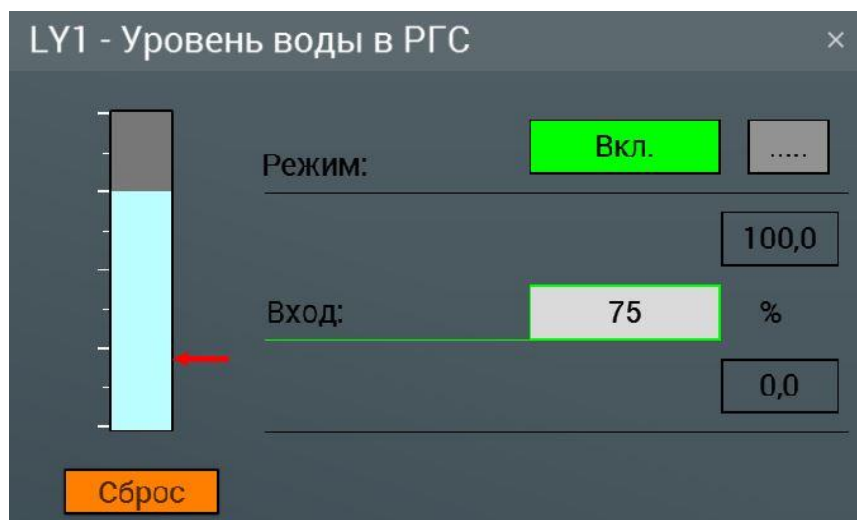 LY1 - Уровень воды в РГС ×
Режим: Вкл. .....
100,0
Вход: 75 %
0,0
Сброс